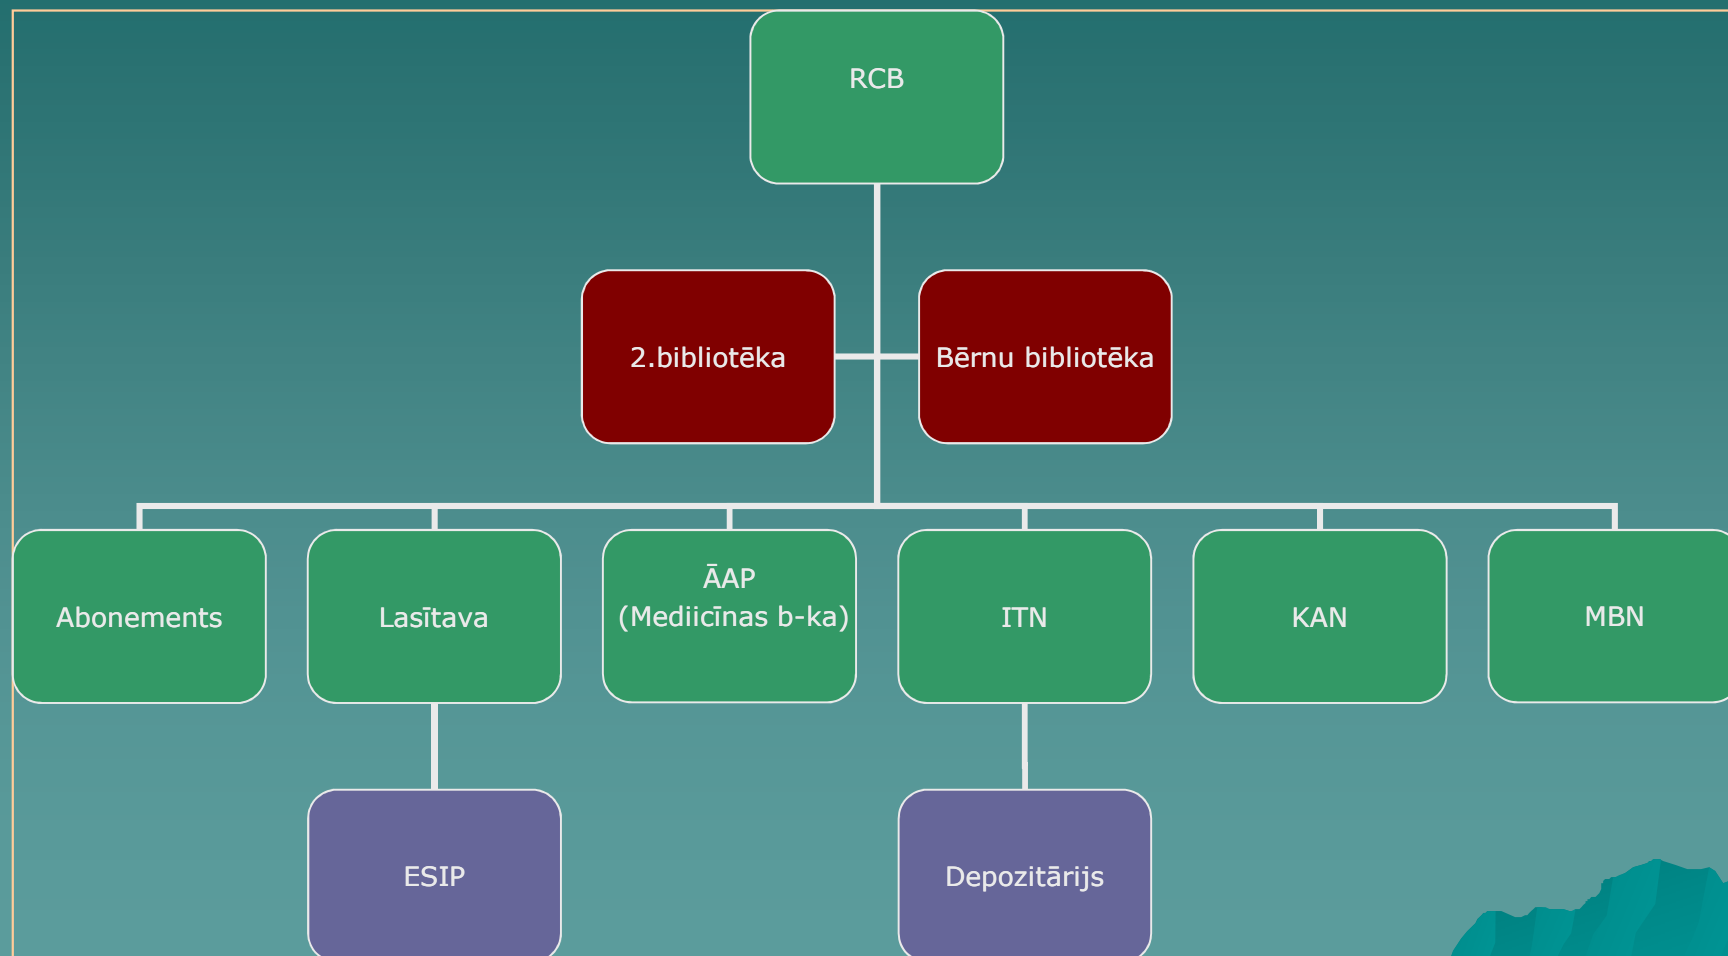 RCB
2.bibliotēka
Bērnu bibliotēka
Abonements
Lasītava
ĀAP
(Mediicīnas b-ka)
ITN
KAN
MBN
ESIP
Depozitārijs